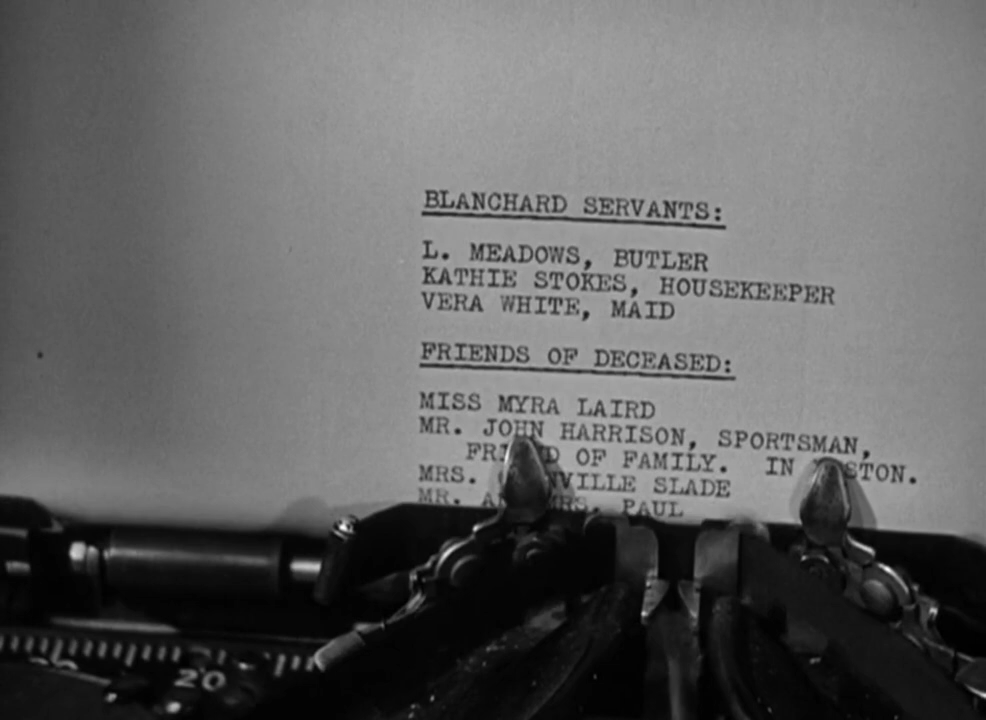 BLANCHARD SERVANTS:
L. MEADOWS, BUTLER
KATHIE STOKES, HOUSEKEEPER
VERA WHITE, MAID
FRIENDS OF DECEASED:
MISS MYRA LAIRD
MR. JOHN HARRISON, SPORTSMAN,
OF FAMILY. IN
MRS. SLADE
MR. PAUL
20